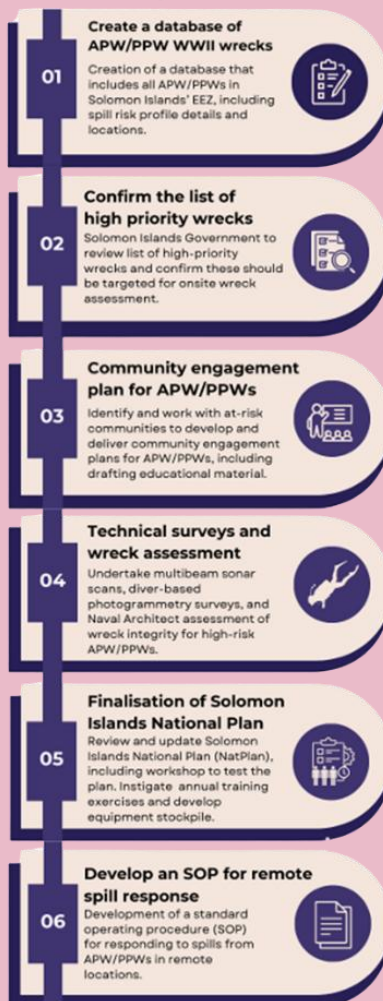 01
Create a database of
APW/PPW WWII wrecks
Creation of a database that
includes all APW/PPWs in
Solomon Islands' EEZ, including
spill risk profile details and
locations.
02
Confirm the list of
high priority wrecks
Solomon Islands Government to
review list of high-priority
wrecks and confirm these should
be targeted for onsite wreck
assessment.
03
Community engagement
plan for APW/PPWs
Identify and work with at-risk
communities to develop and
deliver community engagement
plans for APW/PPWs, including
drafting educational material.
04
Technical surveys and
wreck assessment
Undertake multibeam sonar
scans, diver-based
photogrammetry surveys, and
Naval Architect assessment of
wreck integrity for high-risk
APW/PPWs.
05
Finalisation of Solomon
Islands National Plan
Review and update Solomon
Islands National Plan (NatPlan),
including workshop to test the
plan. Instigate annual training
exercises and develop
equipment stockpile.
06
Develop an SOP for remote
spill response
Development of a standard
operating procedure (SOP)
for responding to spills from
APW/PPWs in remote
locations.